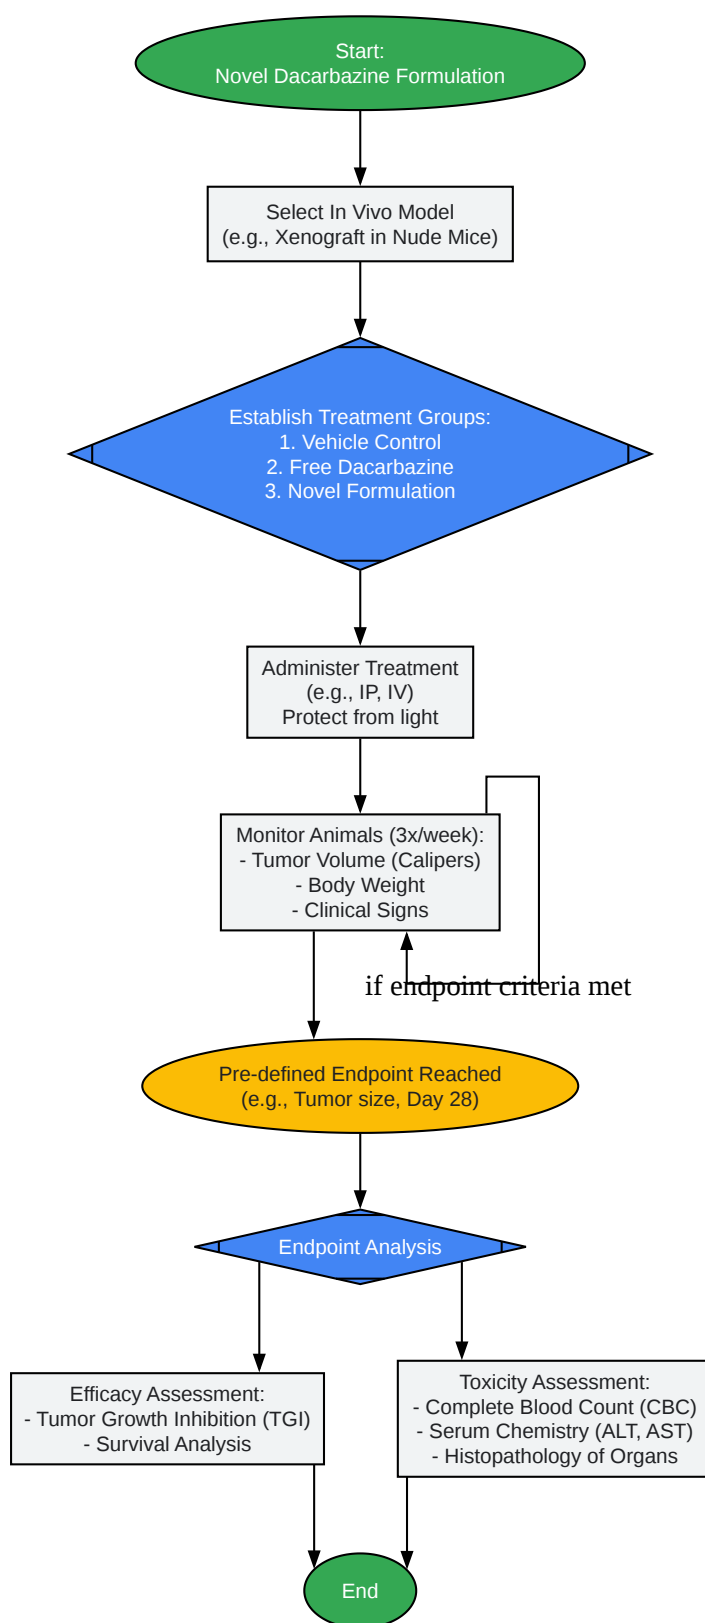 Start:
Novel Dacarbazine Formulation
Select In Vivo Model
(e.g., Xenograft in Nude Mice)
Establish Treatment Groups:
1. Vehicle Control
2. Free Dacarbazine
3. Novel Formulation
Administer Treatment
(e.g., IP, IV)
Protect from light
Monitor Animals (3x/week):
- Tumor Volume (Calipers)
- Body Weight
- Clinical Signs
if endpoint criteria met
Pre-defined Endpoint Reached
(e.g., Tumor size, Day 28)
Endpoint Analysis
Efficacy Assessment:
- Tumor Growth Inhibition (TGI)
- Survival Analysis
Toxicity Assessment:
- Complete Blood Count (CBC)
- Serum Chemistry (ALT, AST)
- Histopathology of Organs
End